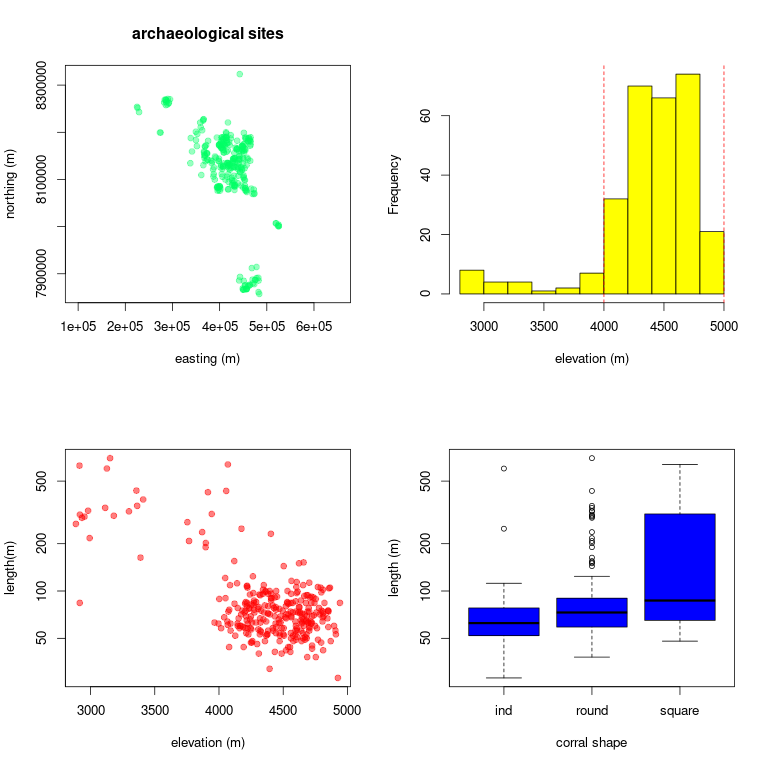 archaeological sites
northing (m)
7900000 8100000 8300000
1e+05 2e+05 3e+05 4e+05 5e+05 6e+05
easting (m)
Frequency
0 20 40 60
3000 3500 4000 4500 5000
elevation (m)
length(m)
50 100 200 500
3000 3500 4000 4500 5000
elevation (m)
length (m)
50 100 200 500
ind round square
corral shape